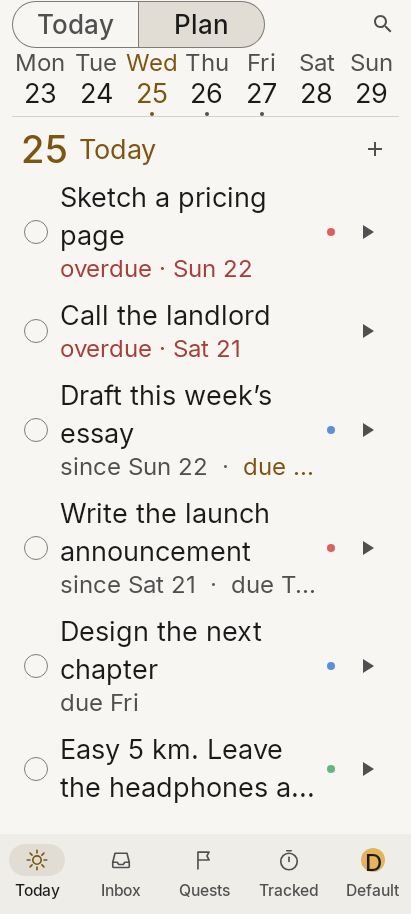 Today Plan
Mon Tue Wed Thu Fri Sat Sun
23 24 25 26 27 28 29
25 Today
Sketch a pricing
page
overdue · Sun 22
Call the landlord
overdue · Sat 21
Draft this week’s
essay
since Sun 22 · due ...
Write the launch
announcement
since Sat 21 · due T...
Design the next
chapter
due Fri
Easy 5 km. Leave
the headphones a...
D
Today Inbox Quests Tracked Default